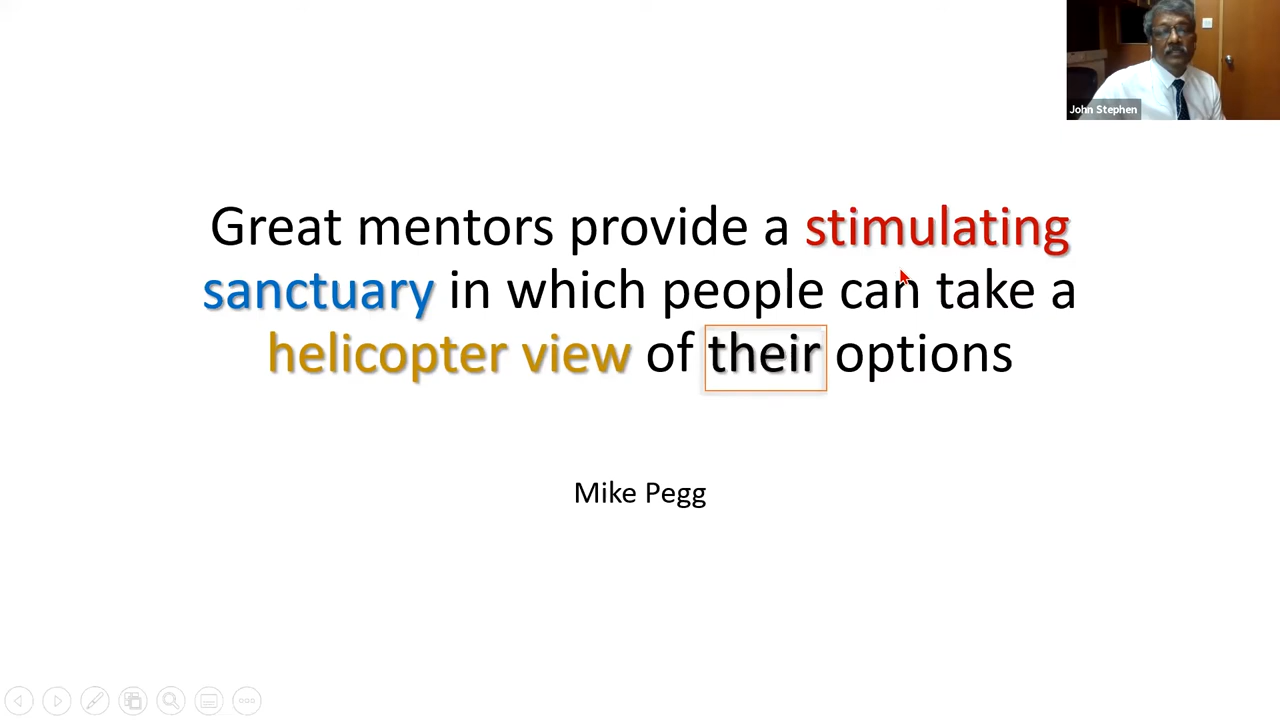 John Stephen
Great mentors provide a stimulating
sanctuary in which people can take a
helicopter view of their options
Mike Pegg